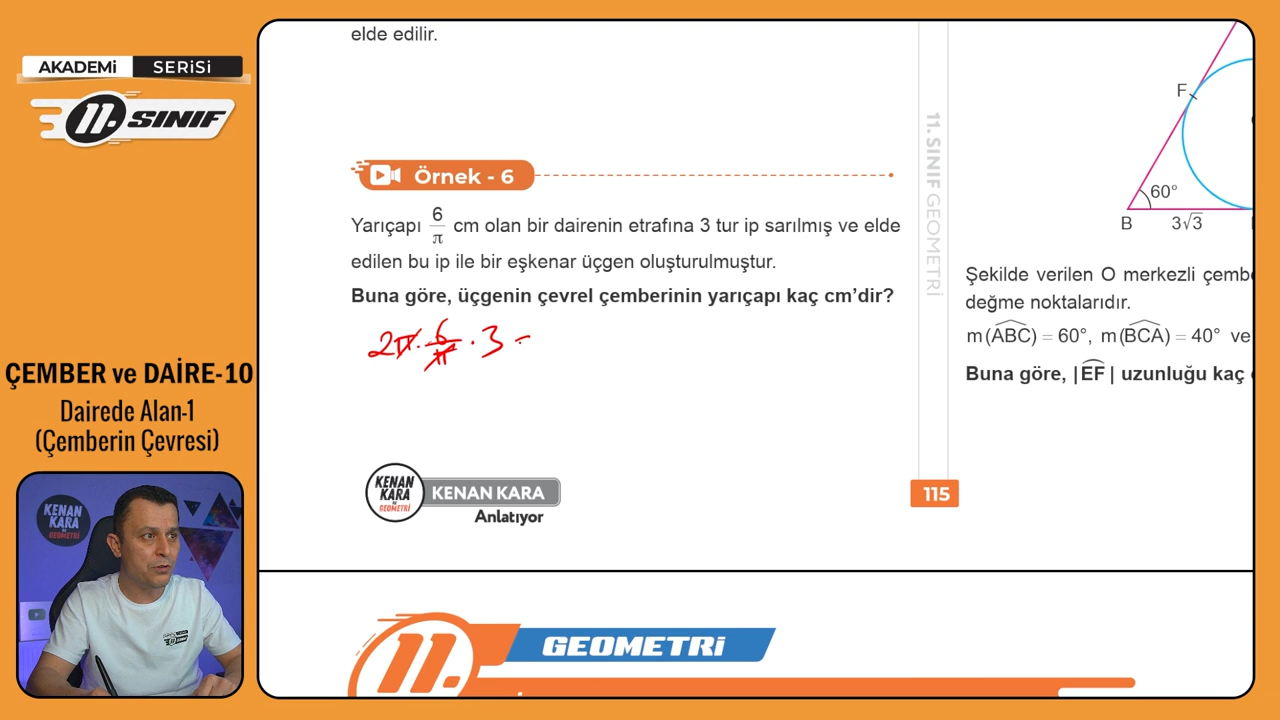 AKADEMİ SERİSİ
11. SINIF
ÇEMBER ve DAİRE-10
Dairede Alan-1
(Çemberin Çevresi)
KENAN
KARA
ile
GEOMETRİ
elde edilir.
Örnek - 6
Yarıçapı 6/π cm olan bir dairenin etrafına 3 tur ip sarılmış ve elde
edilen bu ip ile bir eşkenar üçgen oluşturulmuştur.
Buna göre, üçgenin çevrel çemberinin yarıçapı kaç cm’dir?
2π · 6/π · 3 =
KENAN
KARA
ile
GEOMETRİ
KENAN KARA
Anlatıyor
11. SINIF GEOMETRİ
115
F
60°
B
3√3
Şekilde verilen O merkezli çembe
değme noktalarıdır.
m(ABC) = 60°, m(BCA) = 40° ve
Buna göre, |EF| uzunluğu kaç
11.
GEOMETRİ